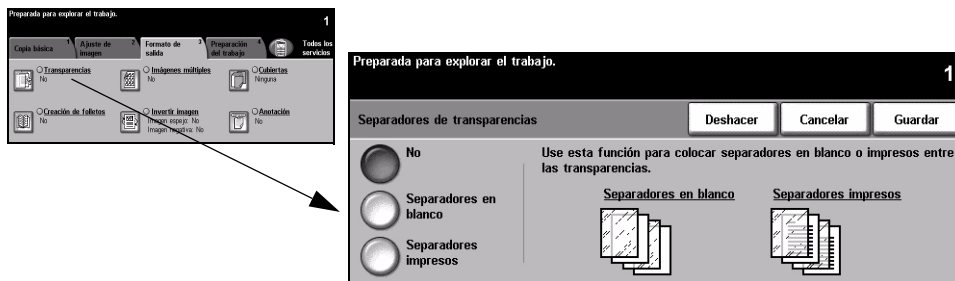 Preparada para explorar el trabajo.
1
Copia básica 1
Ajuste de imagen 2
Formato de salida 3
Preparación del trabajo 4
Todos los servicios
Transparencias
No
Imágenes múltiples
No
Cubiertas
Ninguna
Creación de folletos
No
Invertir imagen
Imagen espejo: No
Imagen negativa: No
Anotación
No
Preparada para explorar el trabajo.
1
Separadores de transparencias
Deshacer
Cancelar
Guardar
No
Separadores en
blanco
Separadores
impresos
Use esta función para colocar separadores en blanco o impresos entre
las transparencias.
Separadores en blanco
Separadores impresos